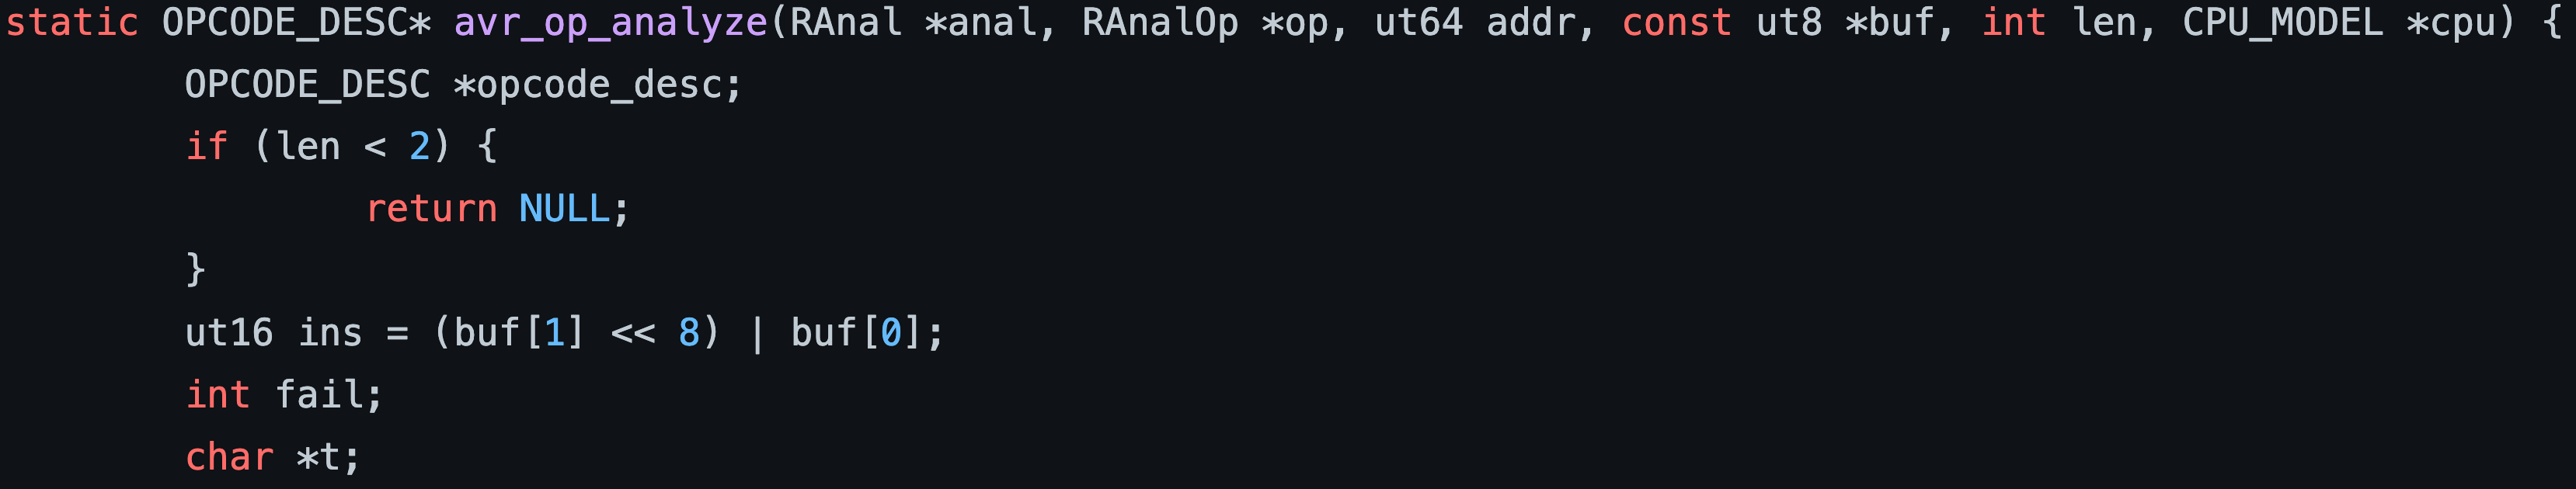 static OPCODE_DESC* avr_op_analyze(RAnal *anal, RAnalOp *op, ut64 addr, const ut8 *buf, int len, CPU_MODEL *cpu) {
        OPCODE_DESC *opcode_desc;
        if (len < 2) {
                return NULL;
        }
        ut16 ins = (buf[1] << 8) | buf[0];
        int fail;
        char *t;